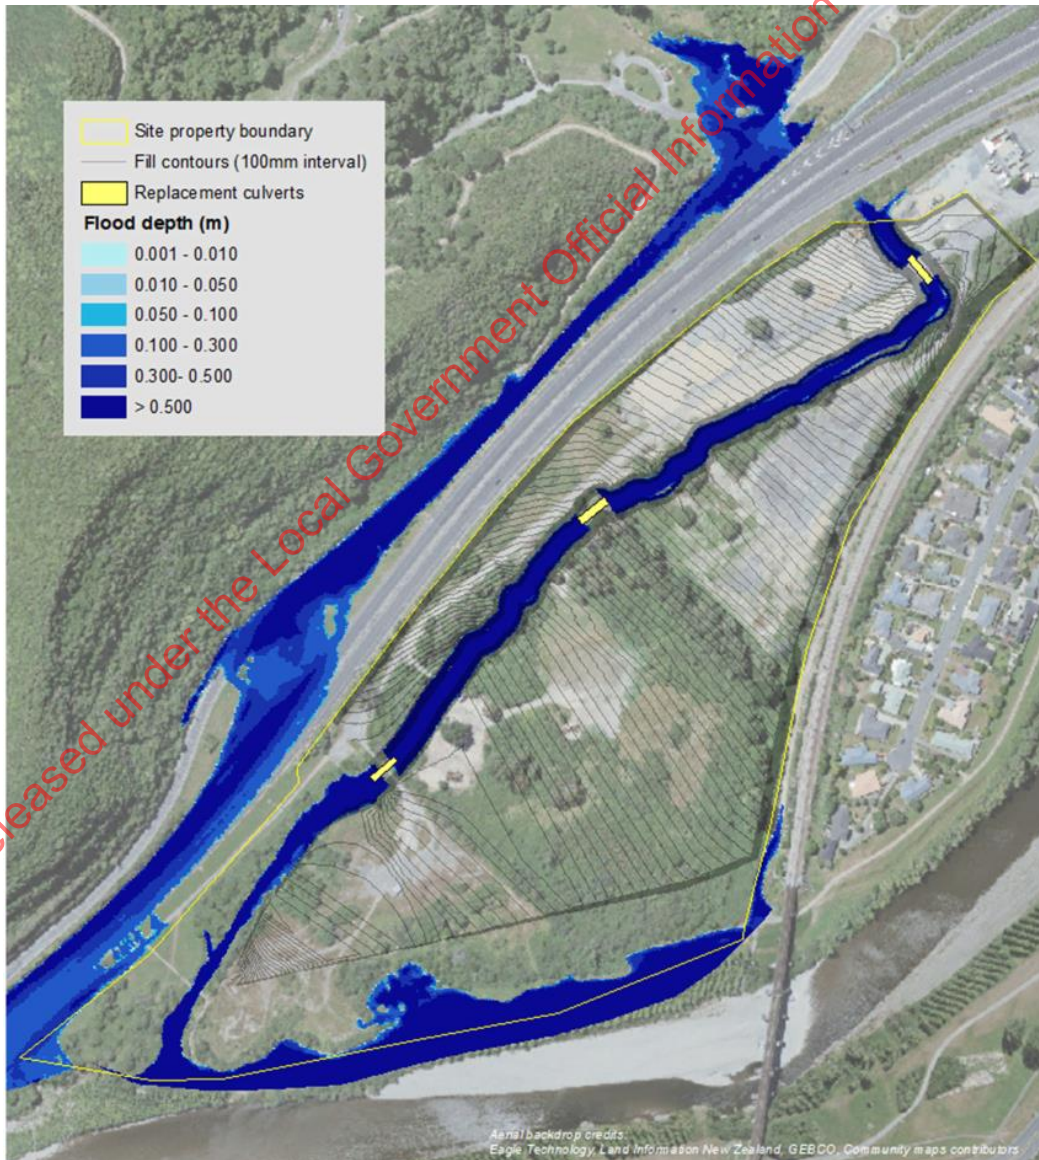 Site property boundary
Fill contours (100mm interval)
Replacement culverts
Flood depth (m)
0.001 - 0.010
0.010 - 0.050
0.050 - 0.100
0.100 - 0.300
0.300- 0.500
> 0.500
eleased under the Local Government Official Information
Aerial backdrop credits:
Eagle Technology, Land Information New Zealand, GEBCO, Community maps contributors